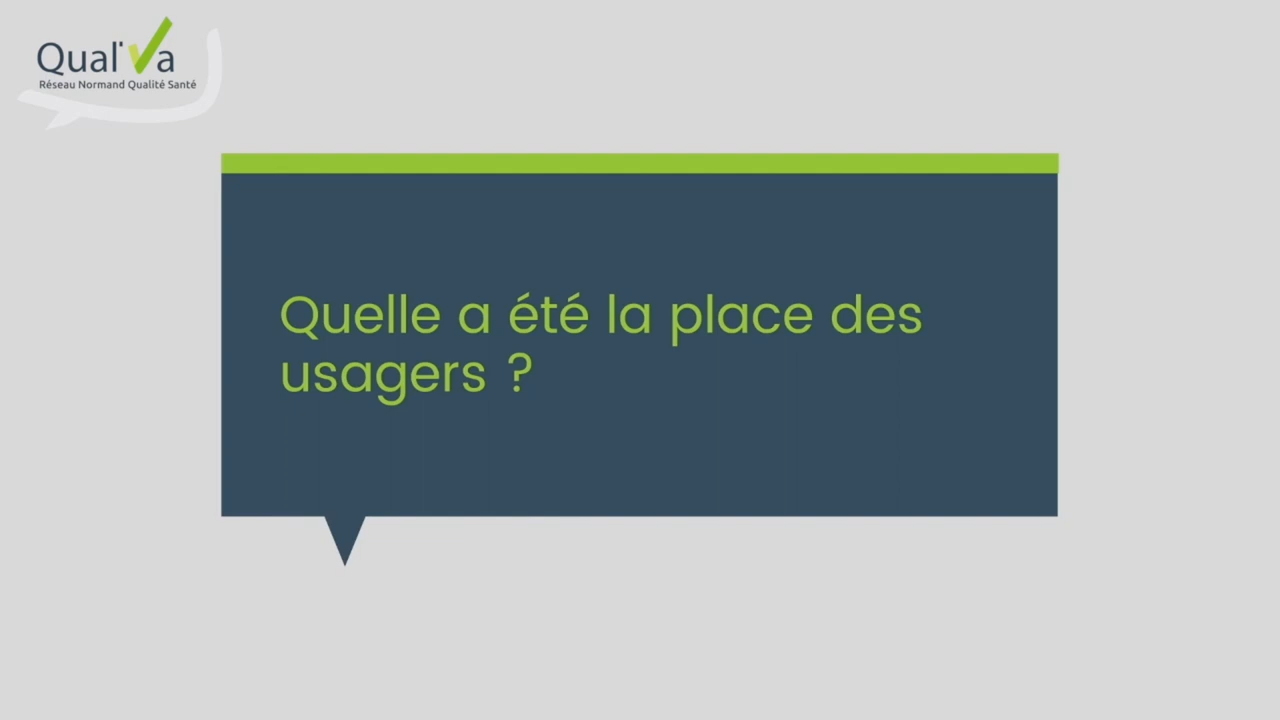 Qual'Va
Réseau Normand Qualité Santé
Quelle a été la place des
usagers ?